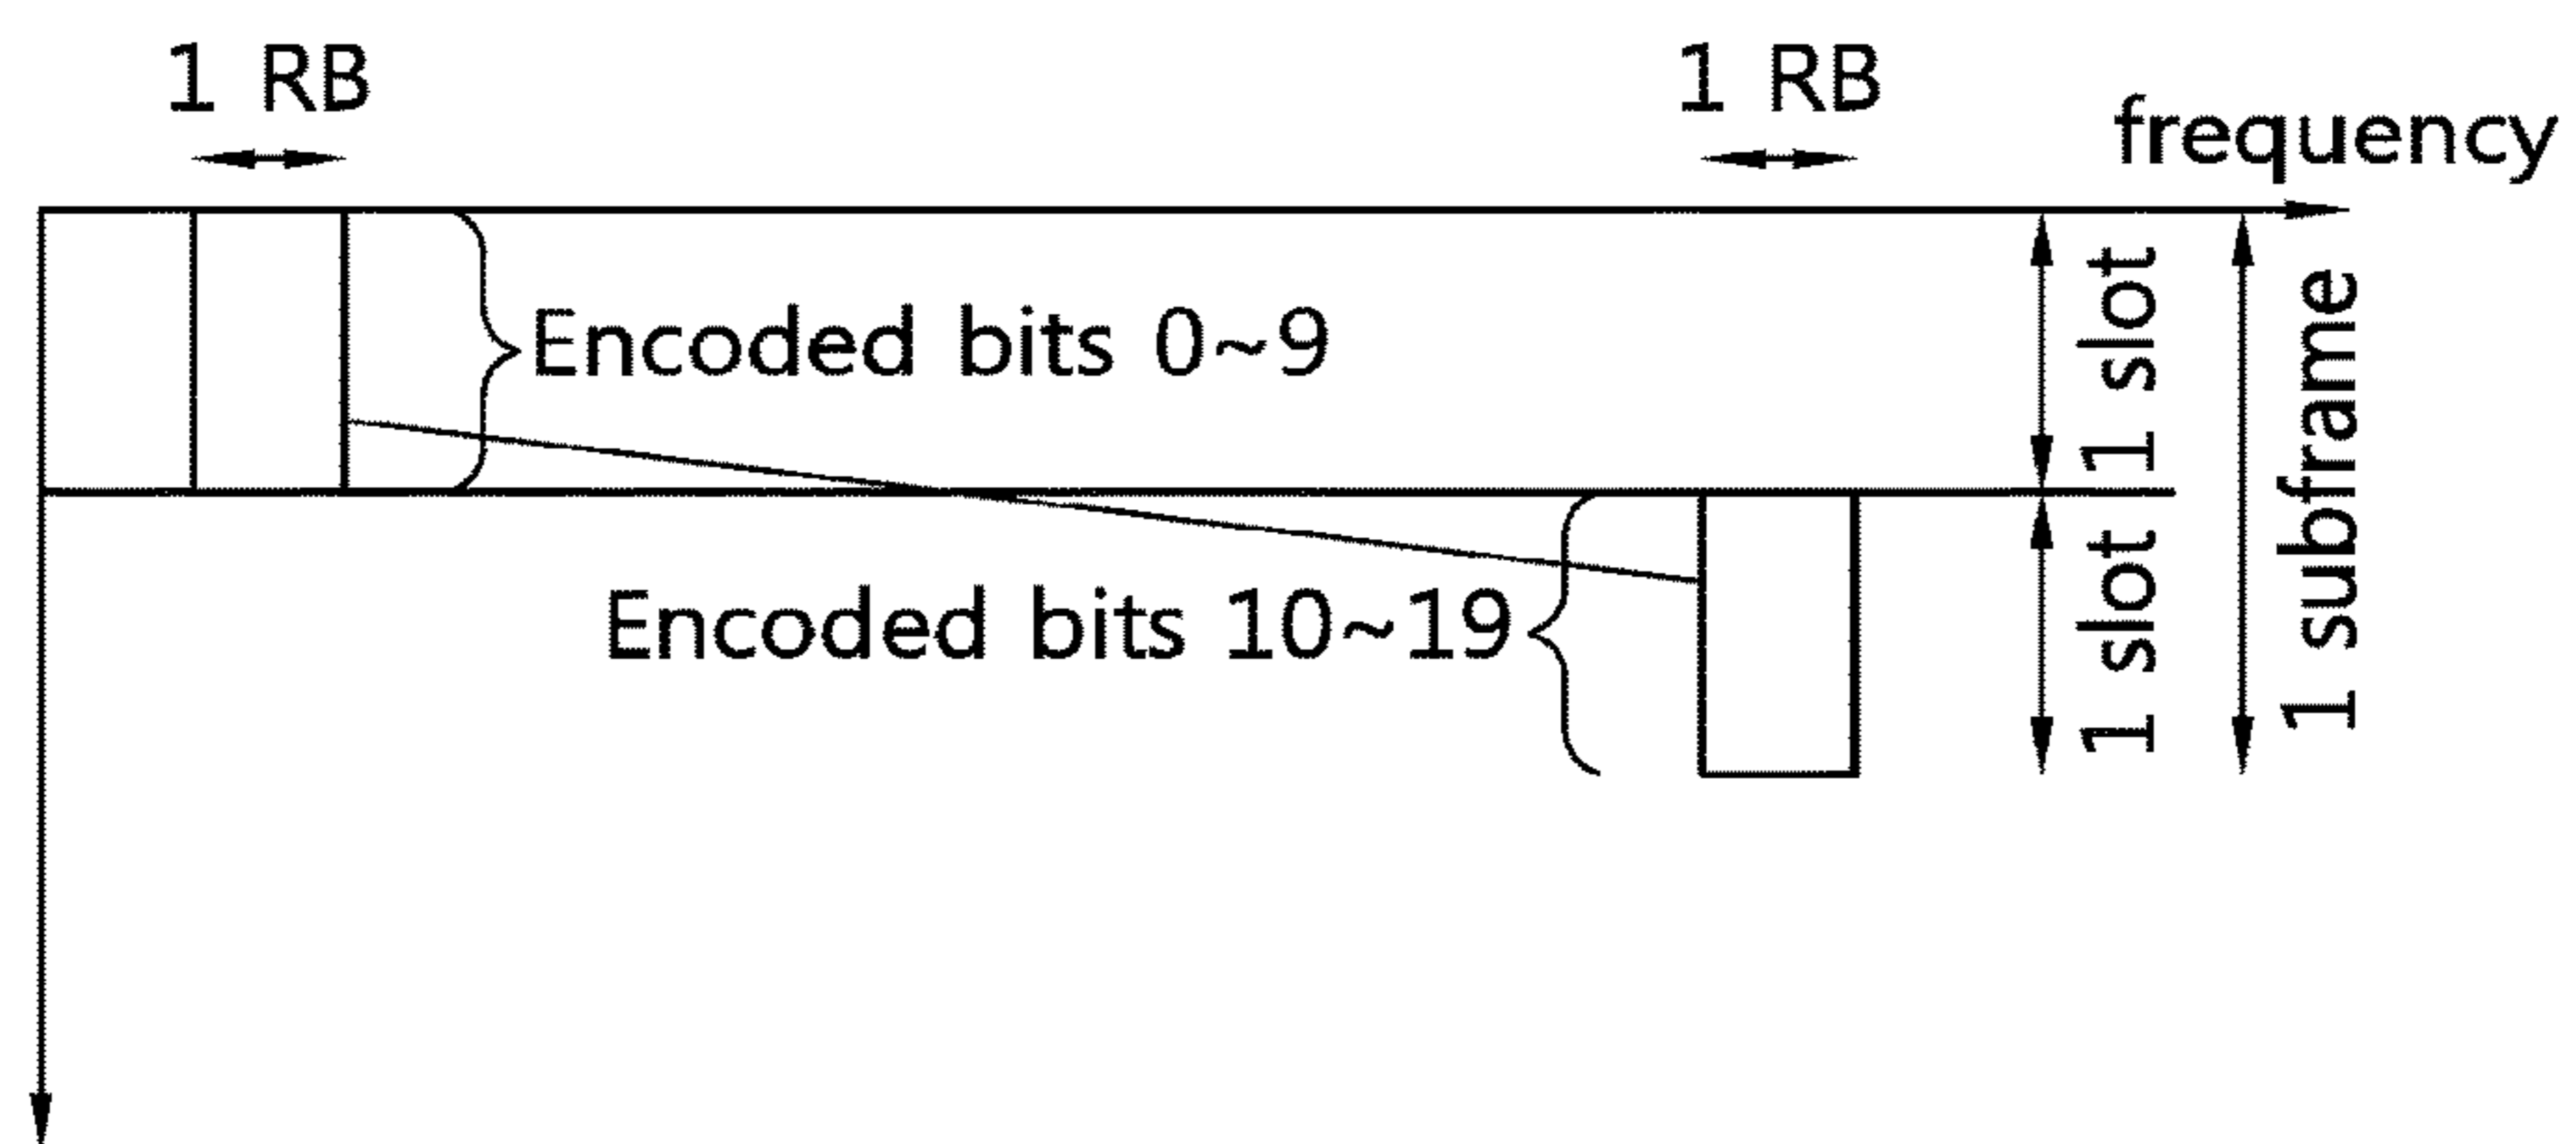 1 RB
1 RB
frequency
Encoded bits 0~9
1 slot
Encoded bits 10~19
1 slot
1 subframe